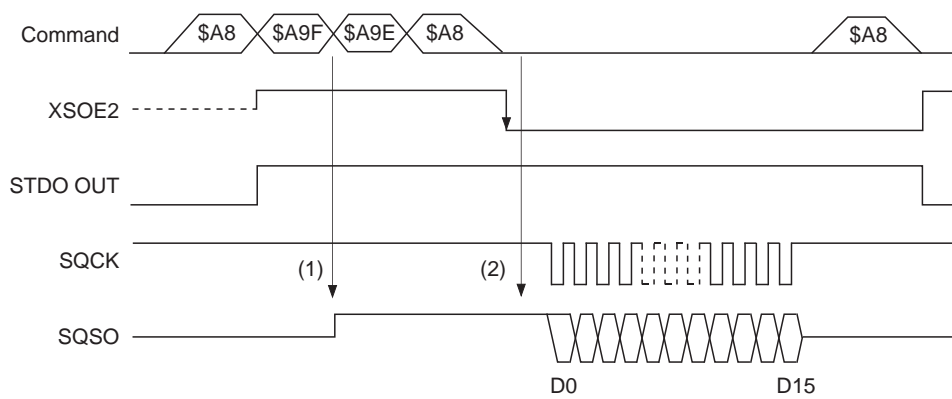 Command $A8 $A9F $A9E $A8 $A8
XSOE2
STDO OUT
SQCK (1) (2)
SQSO
D0 D15